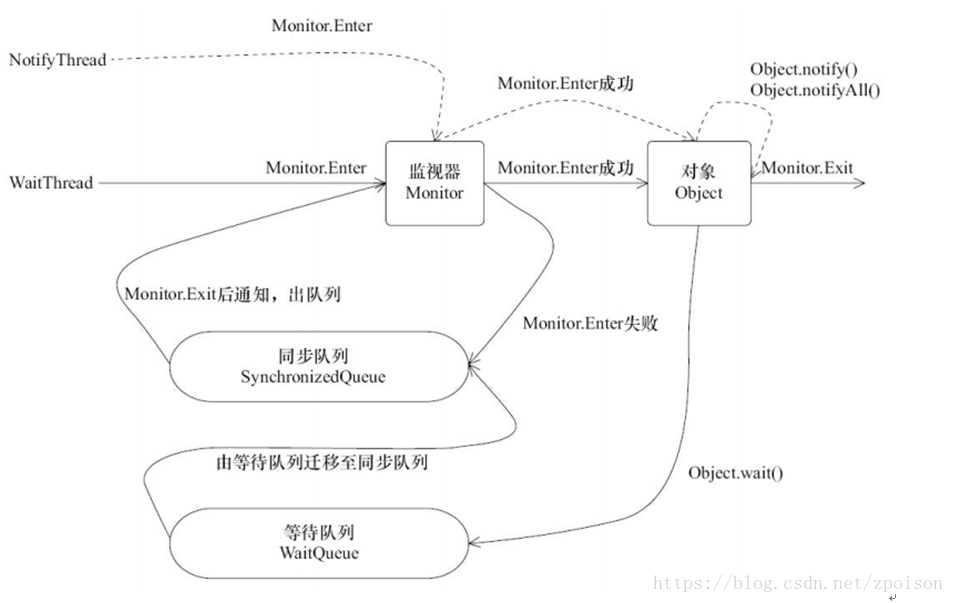 Monitor.Enter
NotifyThread
Monitor.Enter成功
Object.notify()
Object.notifyAll()
WaitThread
Monitor.Enter
监视器
Monitor
Monitor.Enter成功
对象
Object
Monitor.Exit
Monitor.Exit后通知，出队列
Monitor.Enter失败
同步队列
SynchronizedQueue
由等待队列迁移至同步队列
Object.wait()
等待队列
WaitQueue
https://blog.csdn.net/zpoison